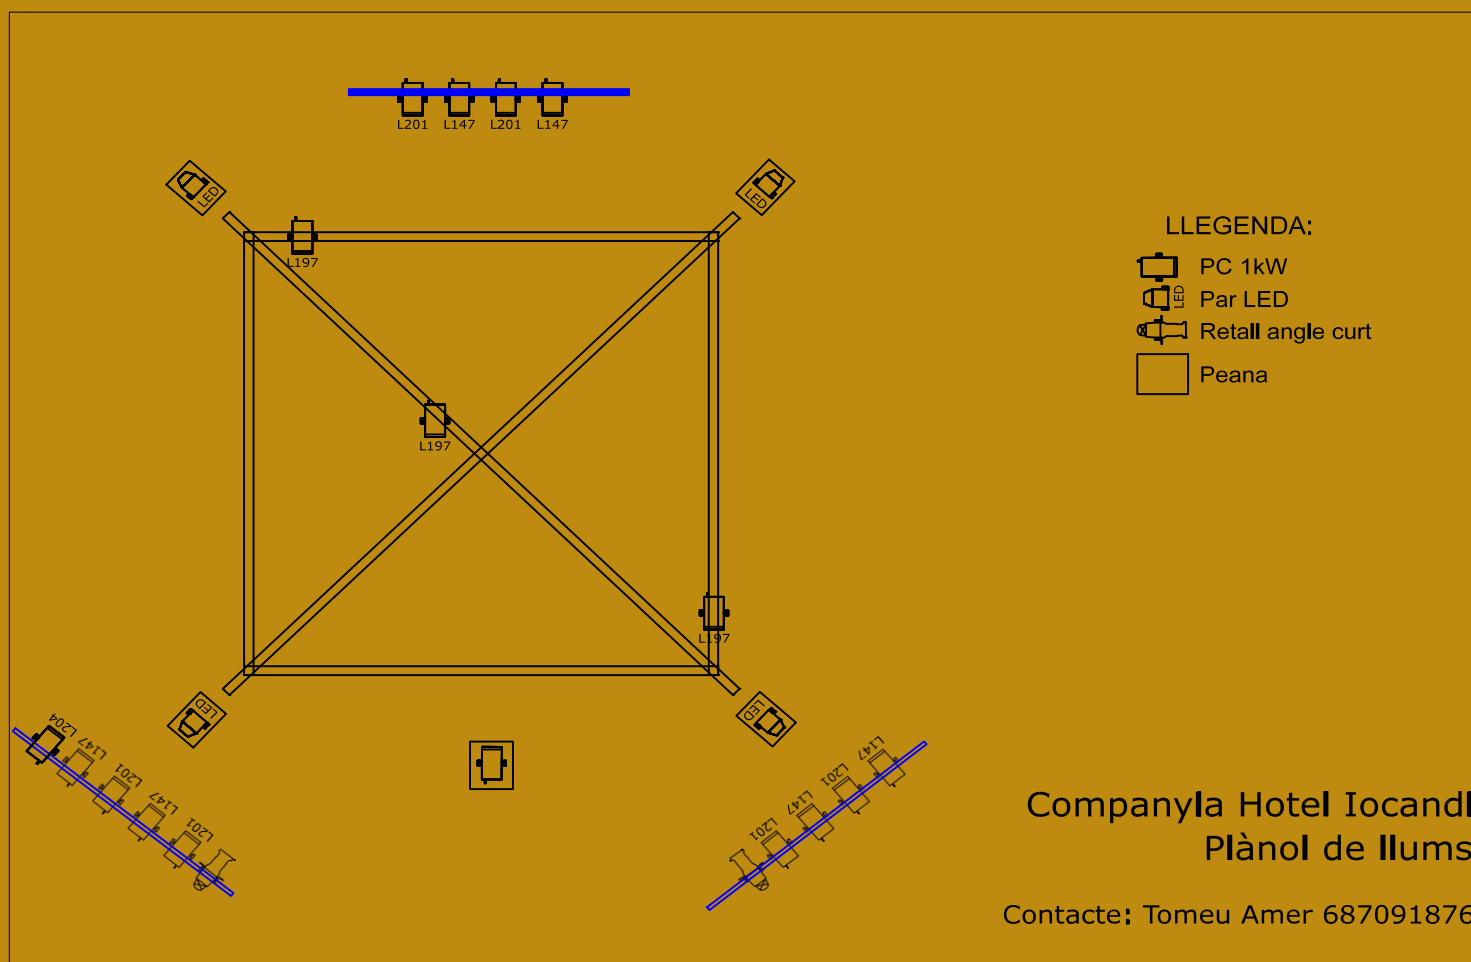 L201 L147 L201 L147
LED
LED
L197
LLEGENDA:
PC 1kW
LED
Par LED
Retall angle curt
Peana
L197
L197
LED
LED
L204
L147
L201
L147
L201
L147
L201
L147
L201
Companyla Hotel Iocandl
Plànol de llums
Contacte: Tomeu Amer 687091876